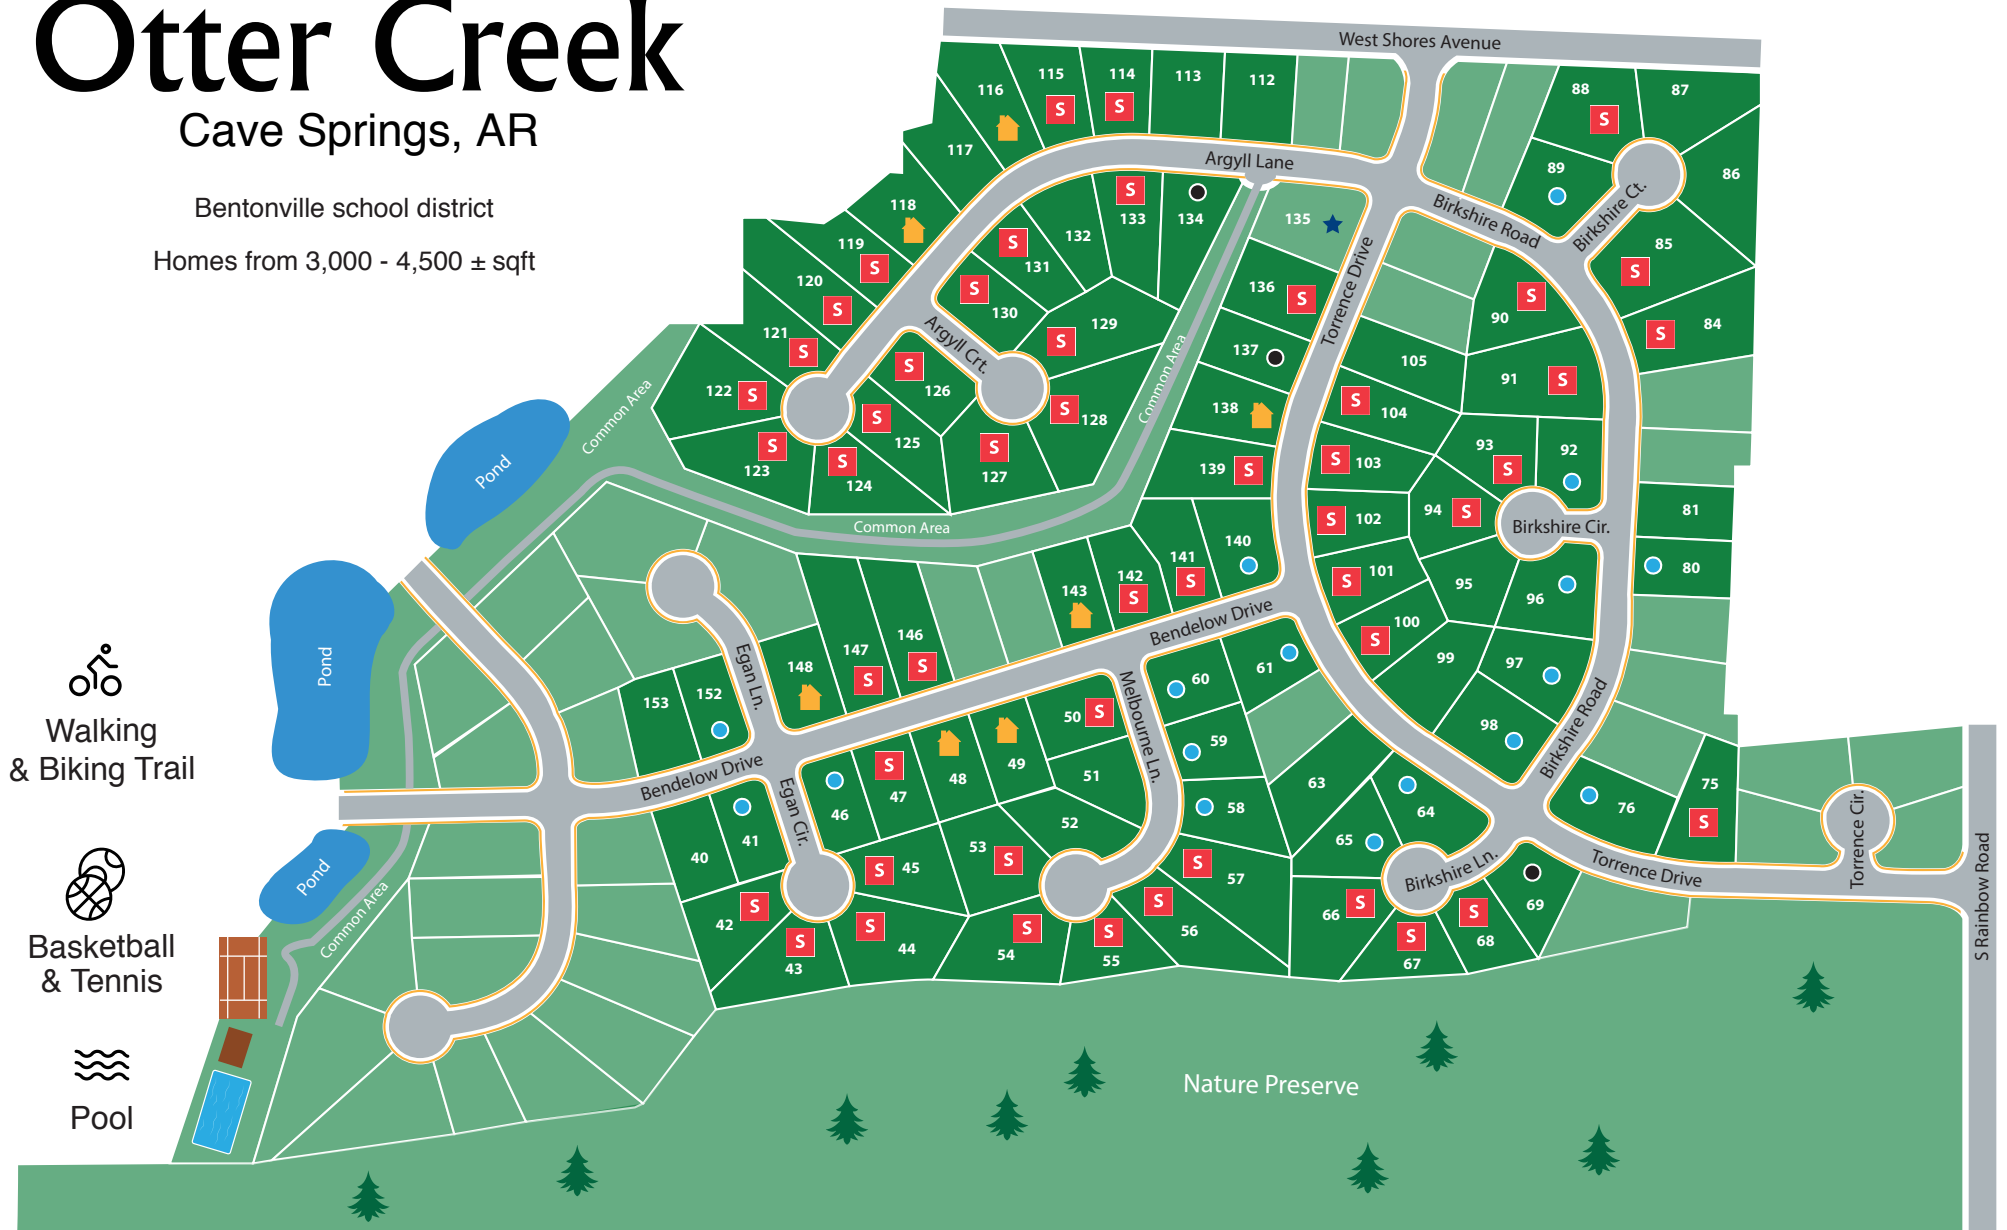 Otter Creek
Cave Springs, AR
Bentonville school district
Homes from 3,000 - 4,500 ± sqft
West Shores Avenue
116
S
115
S
114
113
112
88
S
87
117
Argyll Lane
89
86
Birkshire Ct.
118
S
133
134
135
Birkshire Road
119
S
S
131
132
85
S
120
S
S
130
136
S
Torrence Drive
S
90
121
S
Argyll Crt.
129
S
84
S
137
105
91
S
122
S
S
126
Common Area
S
128
138
S
104
Common Area
S
125
123
S
S
124
S
127
139
S
S
103
93
S
92
Pond
Common Area
S
102
94
S
Birkshire Cir.
81
140
141
S
142
S
143
80
S
101
95
96
Bendelow Drive
S
100
146
S
147
S
148
Egan Ln.
Pond
153
152
61
60
99
97
Melbourne Ln.
50
S
59
98
Birkshire Road
48
49
51
S
47
46
Bendelow Drive
Egan Cir.
58
63
64
76
75
S
52
40
41
65
53
S
45
S
S
57
Birkshire Ln.
Torrence Drive
Torrence Cir.
S Rainbow Road
Pond
Common Area
42
S
43
S
S
44
54
S
S
55
S
56
66
S
67
S
S
68
69
Walking
& Biking Trail
Basketball
& Tennis
Pool
Nature Preserve